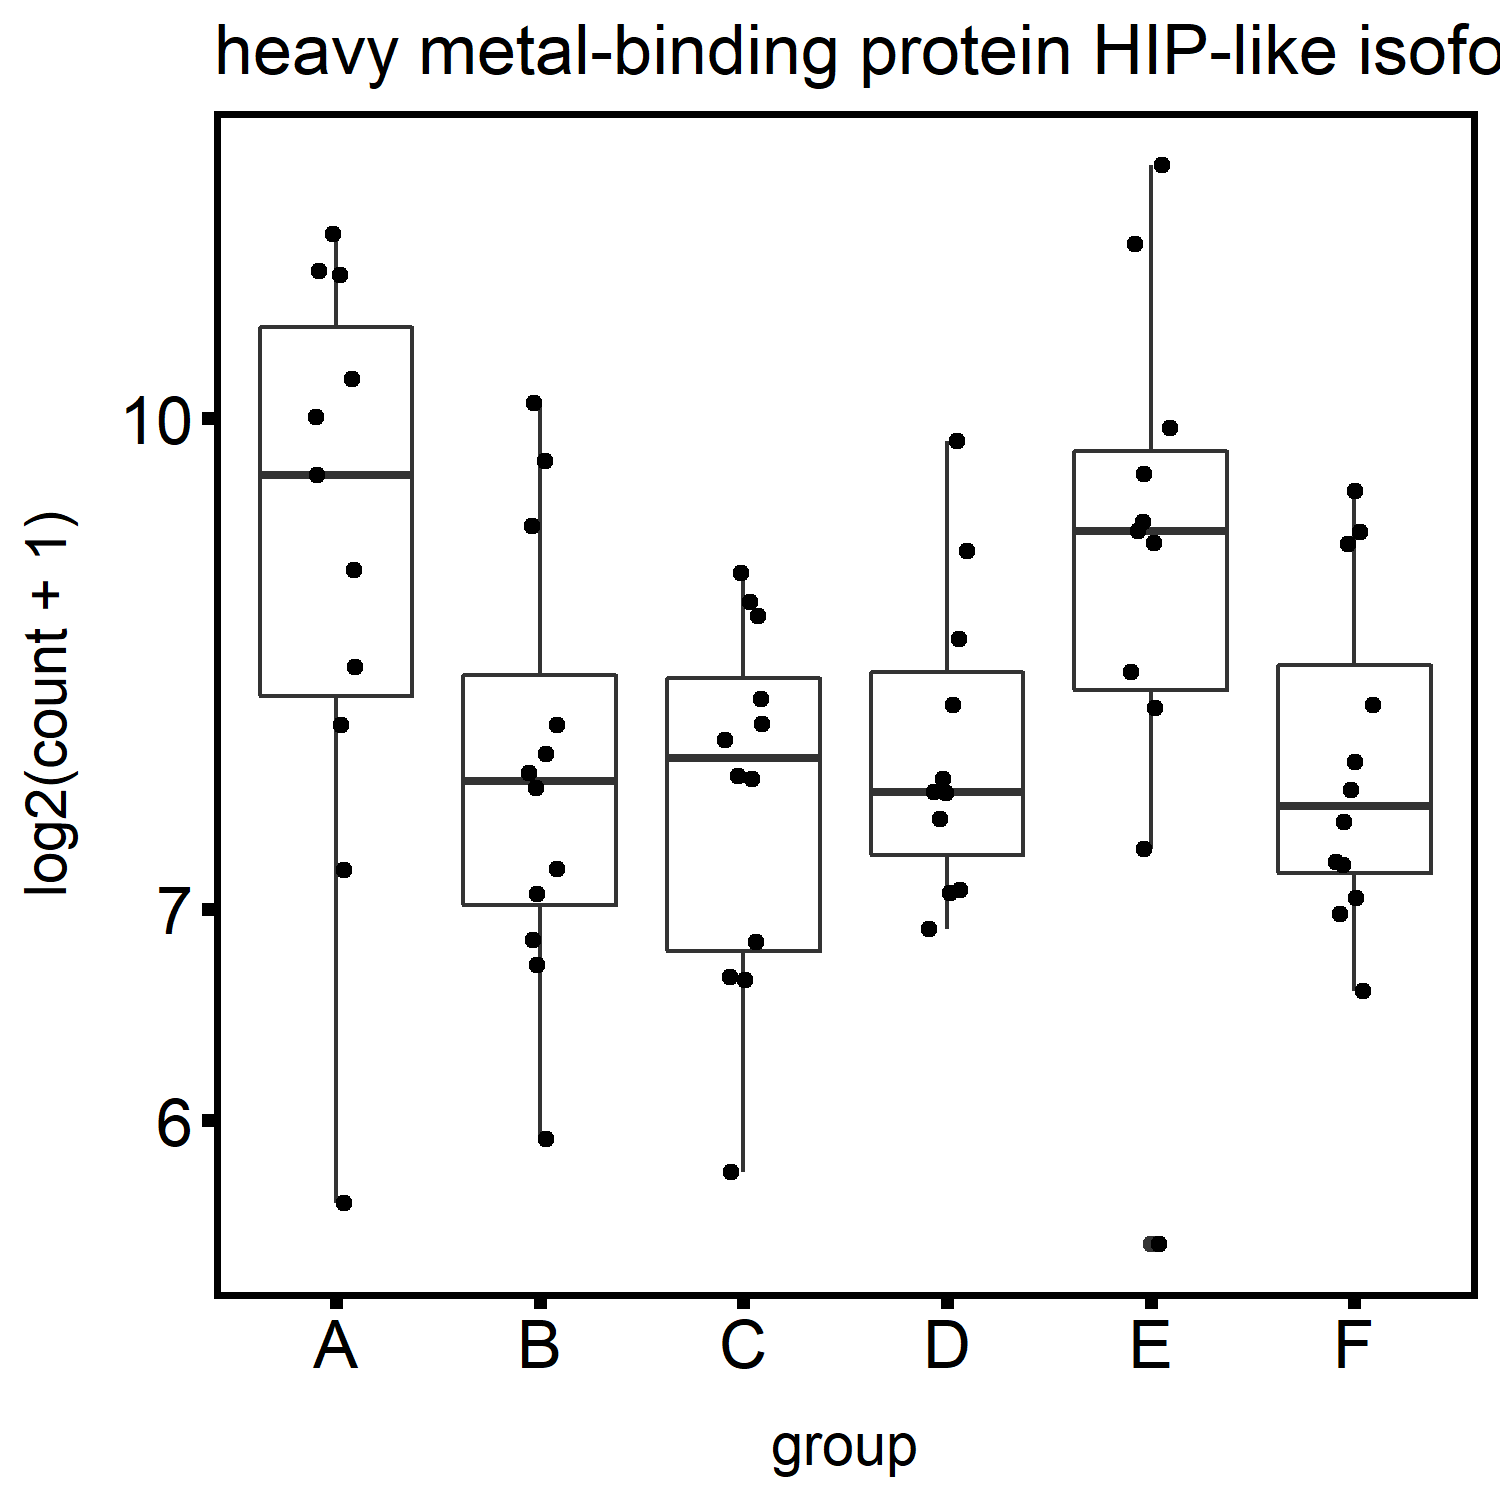 heavy metal-binding protein HIP-like isofo
log2(count + 1)
10
7
6
A B C D E F
group